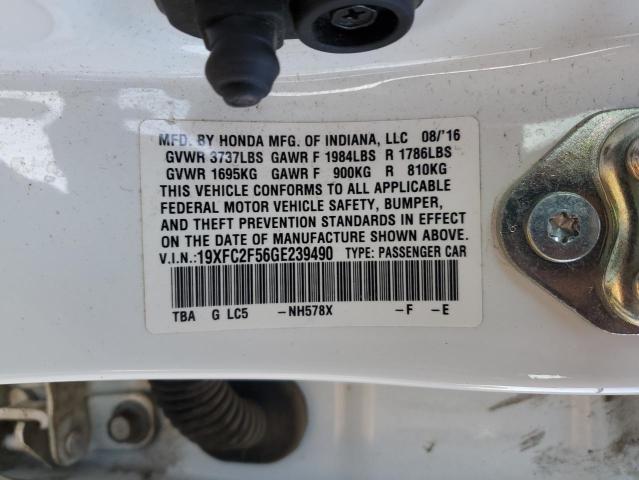 MFD. BY HONDA MFG. OF INDIANA, LLC 08/'16
GVWR 3737LBS GAWR F 1984LBS R 1786LBS
GVWR 1695KG GAWR F 900KG R 810KG
THIS VEHICLE CONFORMS TO ALL APPLICABLE
FEDERAL MOTOR VEHICLE SAFETY, BUMPER,
AND THEFT PREVENTION STANDARDS IN EFFECT
ON THE DATE OF MANUFACTURE SHOWN ABOVE.
V.I.N.:19XFC2F56GE239490 TYPE: PASSENGER CAR
TBA G LC5 -NH578X -F -E